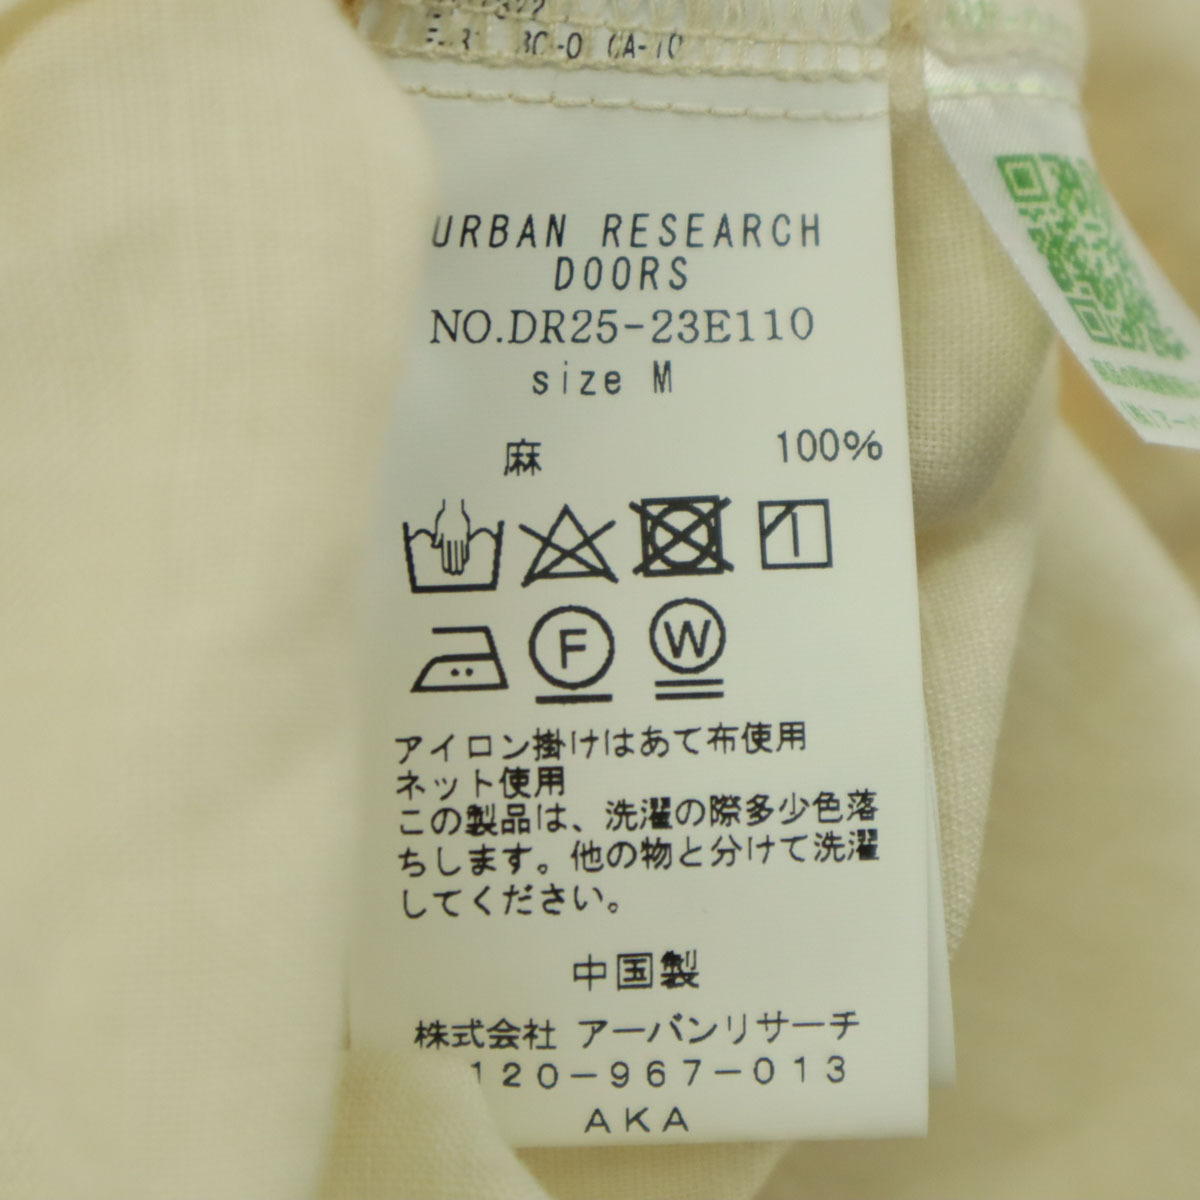 URBAN RESEARCH
DOORS
NO.DR25-23E110
size M
麻 100%
F
W
アイロン掛けはあて布使用
ネット使用
この製品は、洗濯の際多少色落
ちします。他の物と分けて洗濯
してください。
中国製
株式会社 アーバンリサーチ
120-967-013
AKA